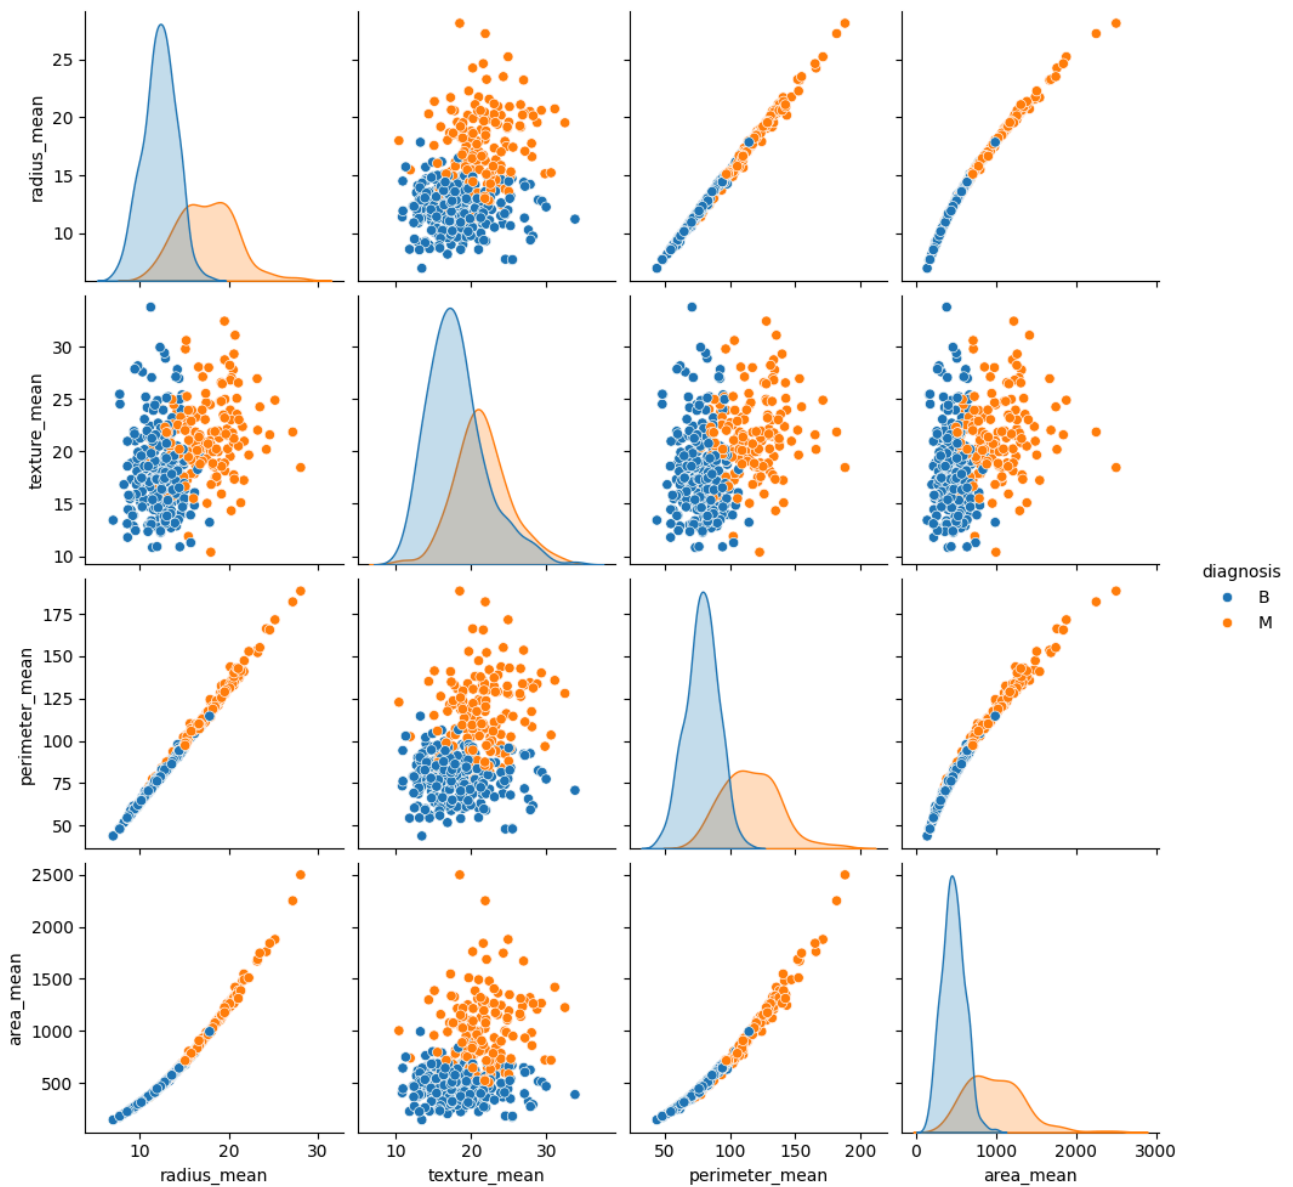 radius_mean
25
20
15
10
texture_mean
30
25
20
15
10
diagnosis
B
M
perimeter_mean
175
150
125
100
75
50
area_mean
2500
2000
1500
1000
500
10 20 30 10 20 30 50 100 150 200 0 1000 2000 3000
radius_mean texture_mean perimeter_mean area_mean